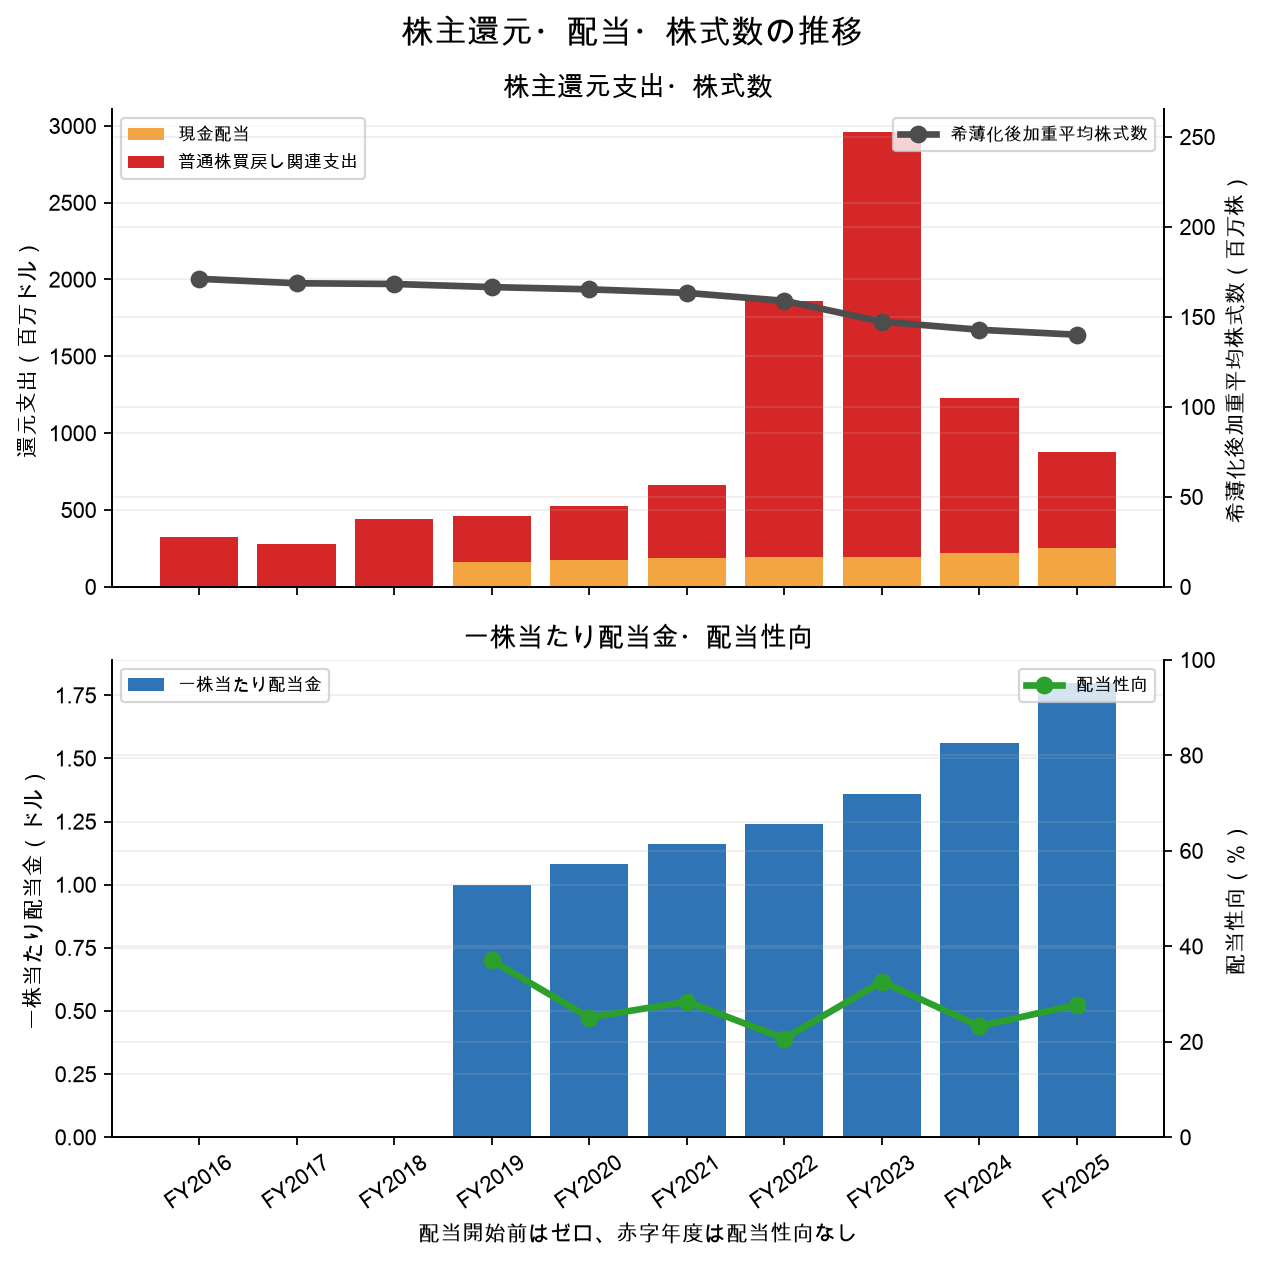 株主還元・配当・株式数の推移
株主還元支出・株式数
現金配当
普通株買戻し関連支出
希薄化後加重平均株式数
3000
2500
2000
1500
1000
500
0
250
200
150
100
50
0
還元支出(百万ドル)
希薄化後加重平均株式数(百万株)
一株当たり配当金・配当性向
一株当たり配当金
配当性向
1.75
1.50
1.25
1.00
0.75
0.50
0.25
0.00
100
80
60
40
20
0
一株当たり配当金(ドル)
配当性向(%)
FY2016
FY2017
FY2018
FY2019
FY2020
FY2021
FY2022
FY2023
FY2024
FY2025
配当開始前はゼロ、赤字年度は配当性向なし